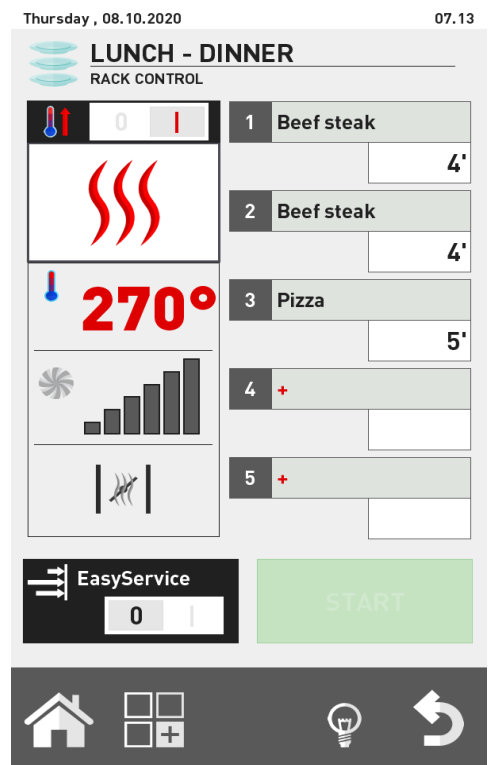 Thursday , 08.10.2020 07.13
LUNCH - DINNER
RACK CONTROL
0 |
1 Beef steak
4'
2 Beef steak
4'
270°
3 Pizza
5'
4 +
5 +
EasyService
0 |
START